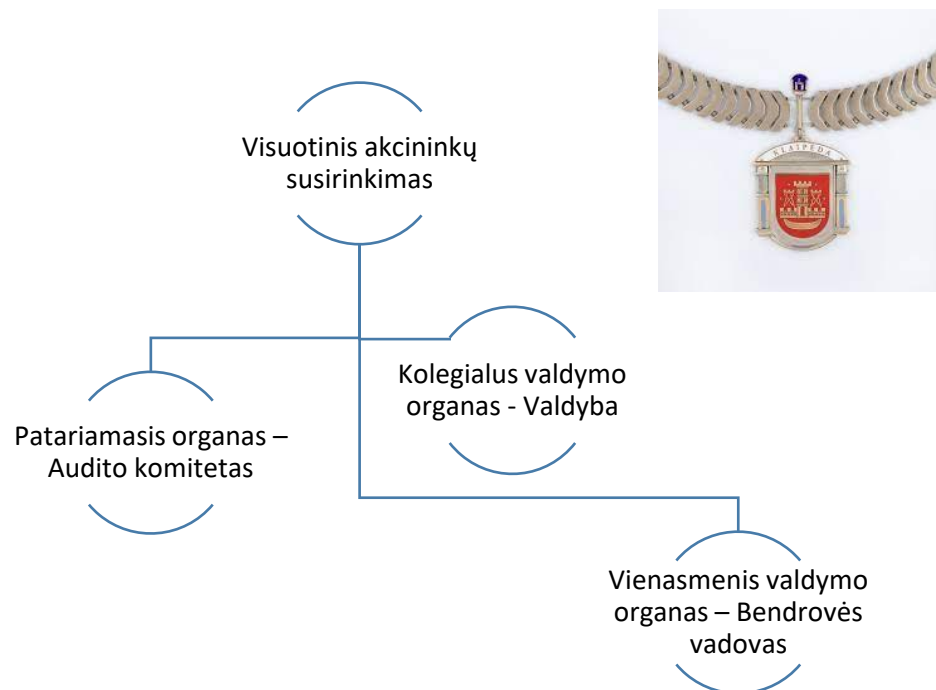 KLAIPĖDA
Visuotinis akcininkų
susirinkimas
Kolegialus valdymo
organas - Valdyba
Patariamasis organas –
Audito komitetas
Vienasmenis valdymo
organas – Bendrovės
vadovas